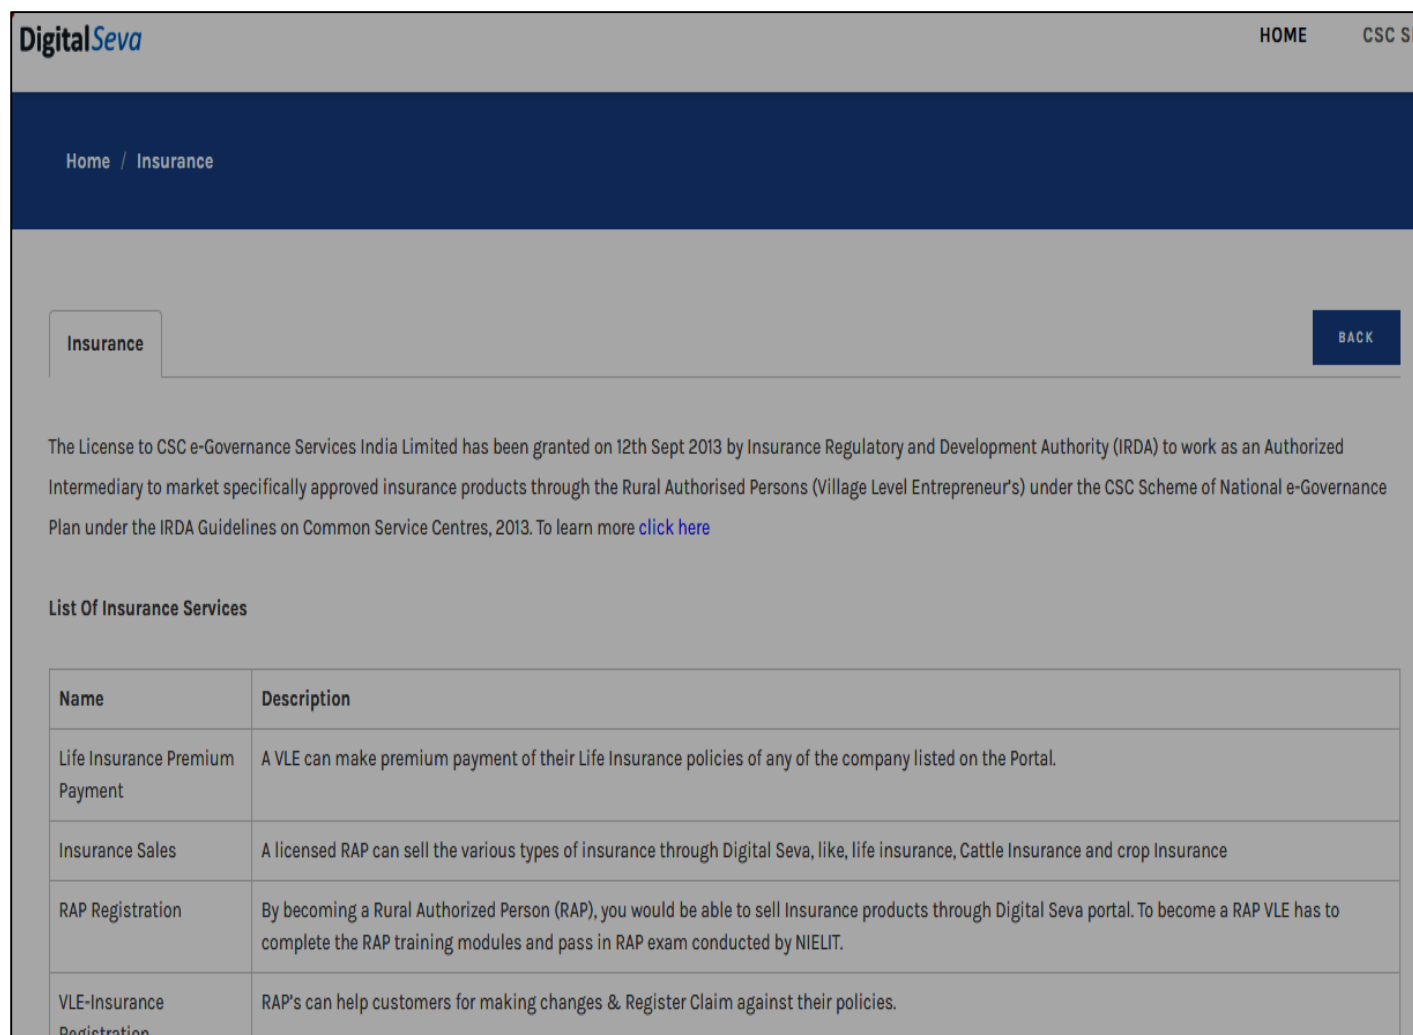 DigitalSeva
HOME
CSC
Home / Insurance
Insurance
BACK
The License to CSC e-Governance Services India Limited has been granted on 12th Sept 2013 by Insurance Regulatory and Development Authority (IRDA) to work as an Authorized
Intermediary to market specifically approved insurance products through the Rural Authorised Persons (Village Level Entrepreneur's) under the CSC Scheme of National e-Governance
Plan under the IRDA Guidelines on Common Service Centres, 2013. To learn more click here
List Of Insurance Services
Name
Description
Life Insurance Premium
Payment
A VLE can make premium payment of their Life Insurance policies of any of the company listed on the Portal.
Insurance Sales
A licensed RAP can sell the various types of insurance through Digital Seva, like, life insurance, Cattle Insurance and crop Insurance
RAP Registration
By becoming a Rural Authorized Person (RAP), you would be able to sell Insurance products through Digital Seva portal. To become a RAP VLE has to
complete the RAP training modules and pass in RAP exam conducted by NIELIT.
VLE-Insurance
Registration
RAP's can help customers for making changes & Register Claim against their policies.